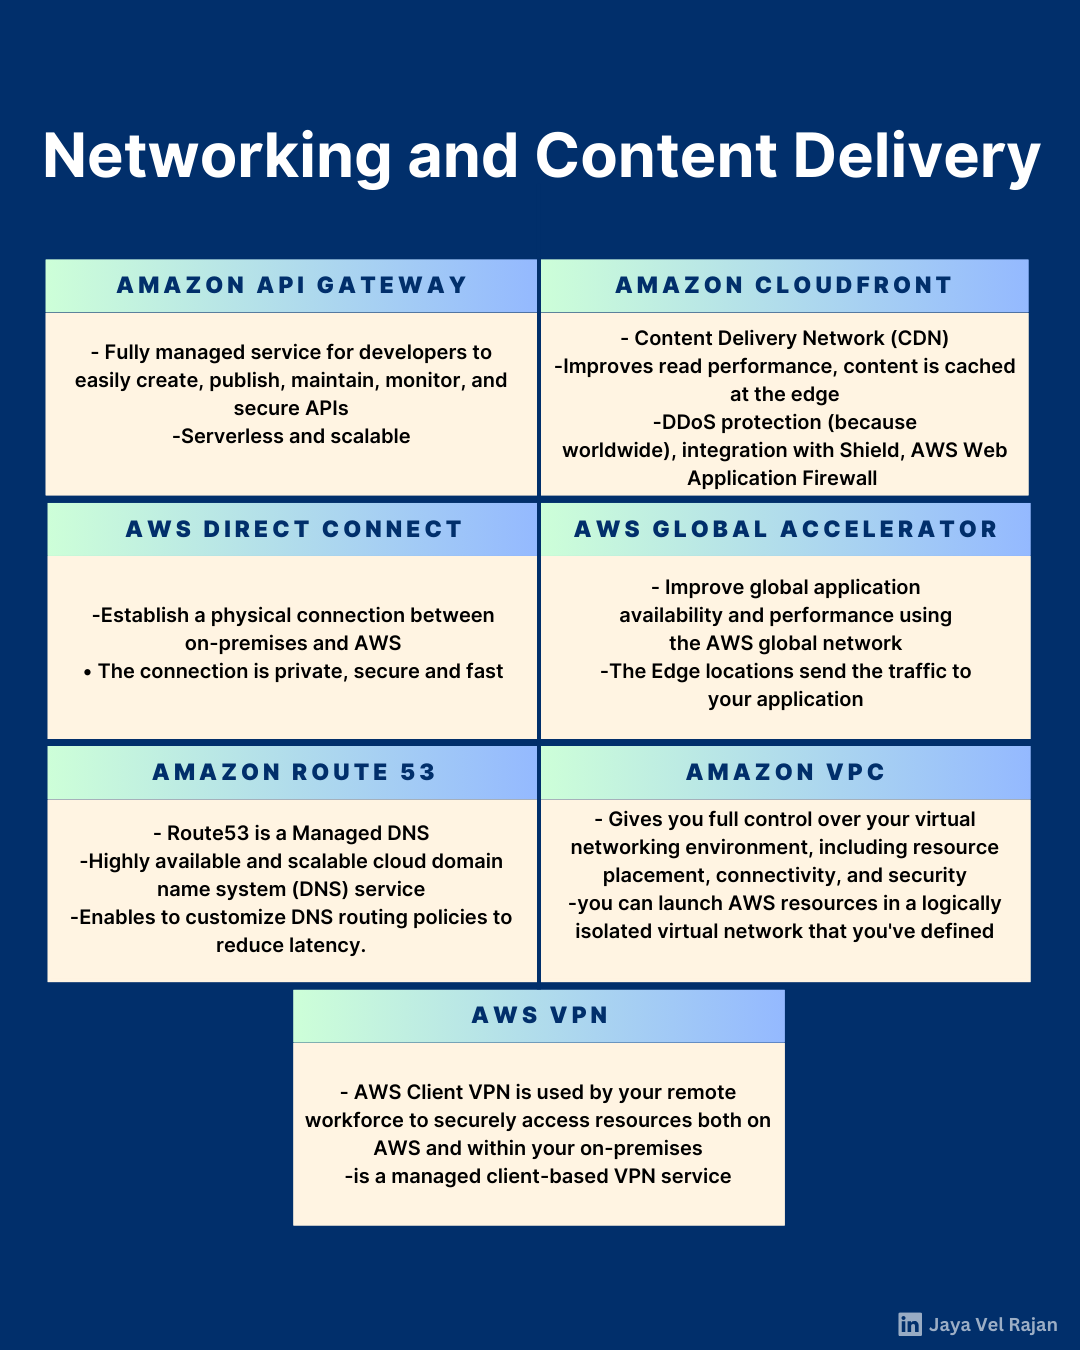 Networking and Content Delivery
AMAZON API GATEWAY
- Fully managed service for developers to
easily create, publish, maintain, monitor, and
secure APIs
-Serverless and scalable
AMAZON CLOUDFRONT
- Content Delivery Network (CDN)
-Improves read performance, content is cached
at the edge
-DDoS protection (because
worldwide), integration with Shield, AWS Web
Application Firewall
AWS DIRECT CONNECT
-Establish a physical connection between
on-premises and AWS
• The connection is private, secure and fast
AWS GLOBAL ACCELERATOR
- Improve global application
availability and performance using
the AWS global network
-The Edge locations send the traffic to
your application
AMAZON ROUTE 53
- Route53 is a Managed DNS
-Highly available and scalable cloud domain
name system (DNS) service
-Enables to customize DNS routing policies to
reduce latency.
AMAZON VPC
- Gives you full control over your virtual
networking environment, including resource
placement, connectivity, and security
-you can launch AWS resources in a logically
isolated virtual network that you've defined
AWS VPN
- AWS Client VPN is used by your remote
workforce to securely access resources both on
AWS and within your on-premises
-is a managed client-based VPN service
in Jaya Vel Rajan